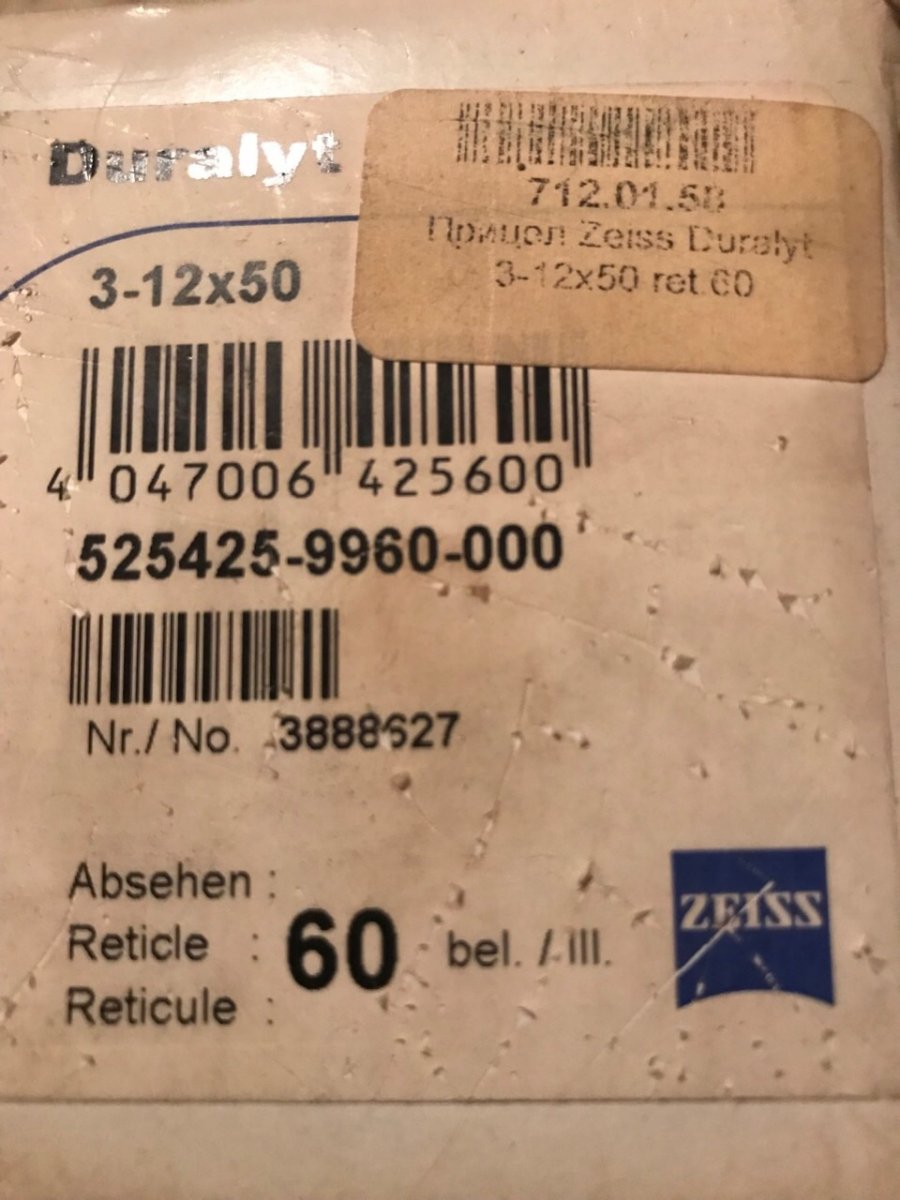 Duralyt
712.01.58
Прицел Zeiss Duralyt
3-12x50 ret.60
3-12x50
4 047006 425600
525425-9960-000
Nr./ No. 3888627
Absehen :
Reticle : 60 bel. / ill.
Reticule :
ZEISS